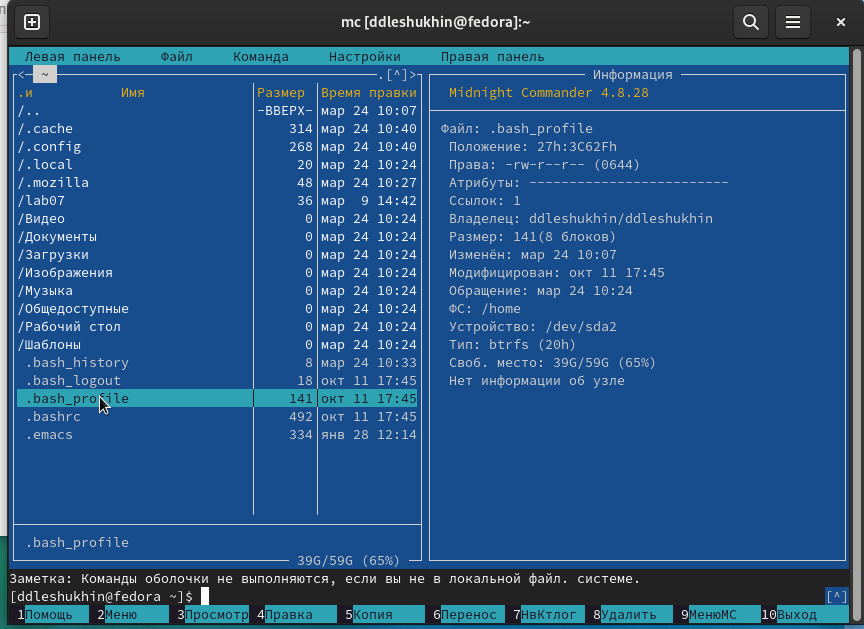 mc [ddleshukhin@fedora]:~
Левая панель Файл Команда Настройки Правая панель
<─ ~ .[^]>
.и Имя Размер Время правки
/.. -ВВЕРХ- мар 24 10:07
/.cache 314 мар 24 10:40
/.config 268 мар 24 10:40
/.local 20 мар 24 10:24
/.mozilla 48 мар 24 10:27
/lab07 36 мар 9 14:42
/Видео 0 мар 24 10:24
/Документы 0 мар 24 10:24
/Загрузки 0 мар 24 10:24
/Изображения 0 мар 24 10:24
/Музыка 0 мар 24 10:24
/Общедоступные 0 мар 24 10:24
/Рабочий стол 0 мар 24 10:24
/Шаблоны 0 мар 24 10:24
.bash_history 8 мар 24 10:33
.bash_logout 18 окт 11 17:45
.bash_profile 141 окт 11 17:45
.bashrc 492 окт 11 17:45
.emacs 334 янв 28 12:14
.bash_profile
39G/59G (65%)
Информация
Midnight Commander 4.8.28
Файл: .bash_profile
Положение: 27h:3C62Fh
Права: -rw-r--r-- (0644)
Атрибуты: -------------------------
Ссылок: 1
Владелец: ddleshukhin/ddleshukhin
Размер: 141(8 блоков)
Изменён: мар 24 10:07
Модифицирован: окт 11 17:45
Обращение: мар 24 10:24
ФС: /home
Устройство: /dev/sda2
Тип: btrfs (20h)
Своб. место: 39G/59G (65%)
Нет информации об узле
Заметка: Команды оболочки не выполняются, если вы не в локальной файл. системе.
[ddleshukhin@fedora ~]$ [^]
1Помощь 2Меню 3Просмотр 4Правка 5Копия 6Перенос 7НвКтлог 8Удалить 9МенюМС 10Выход